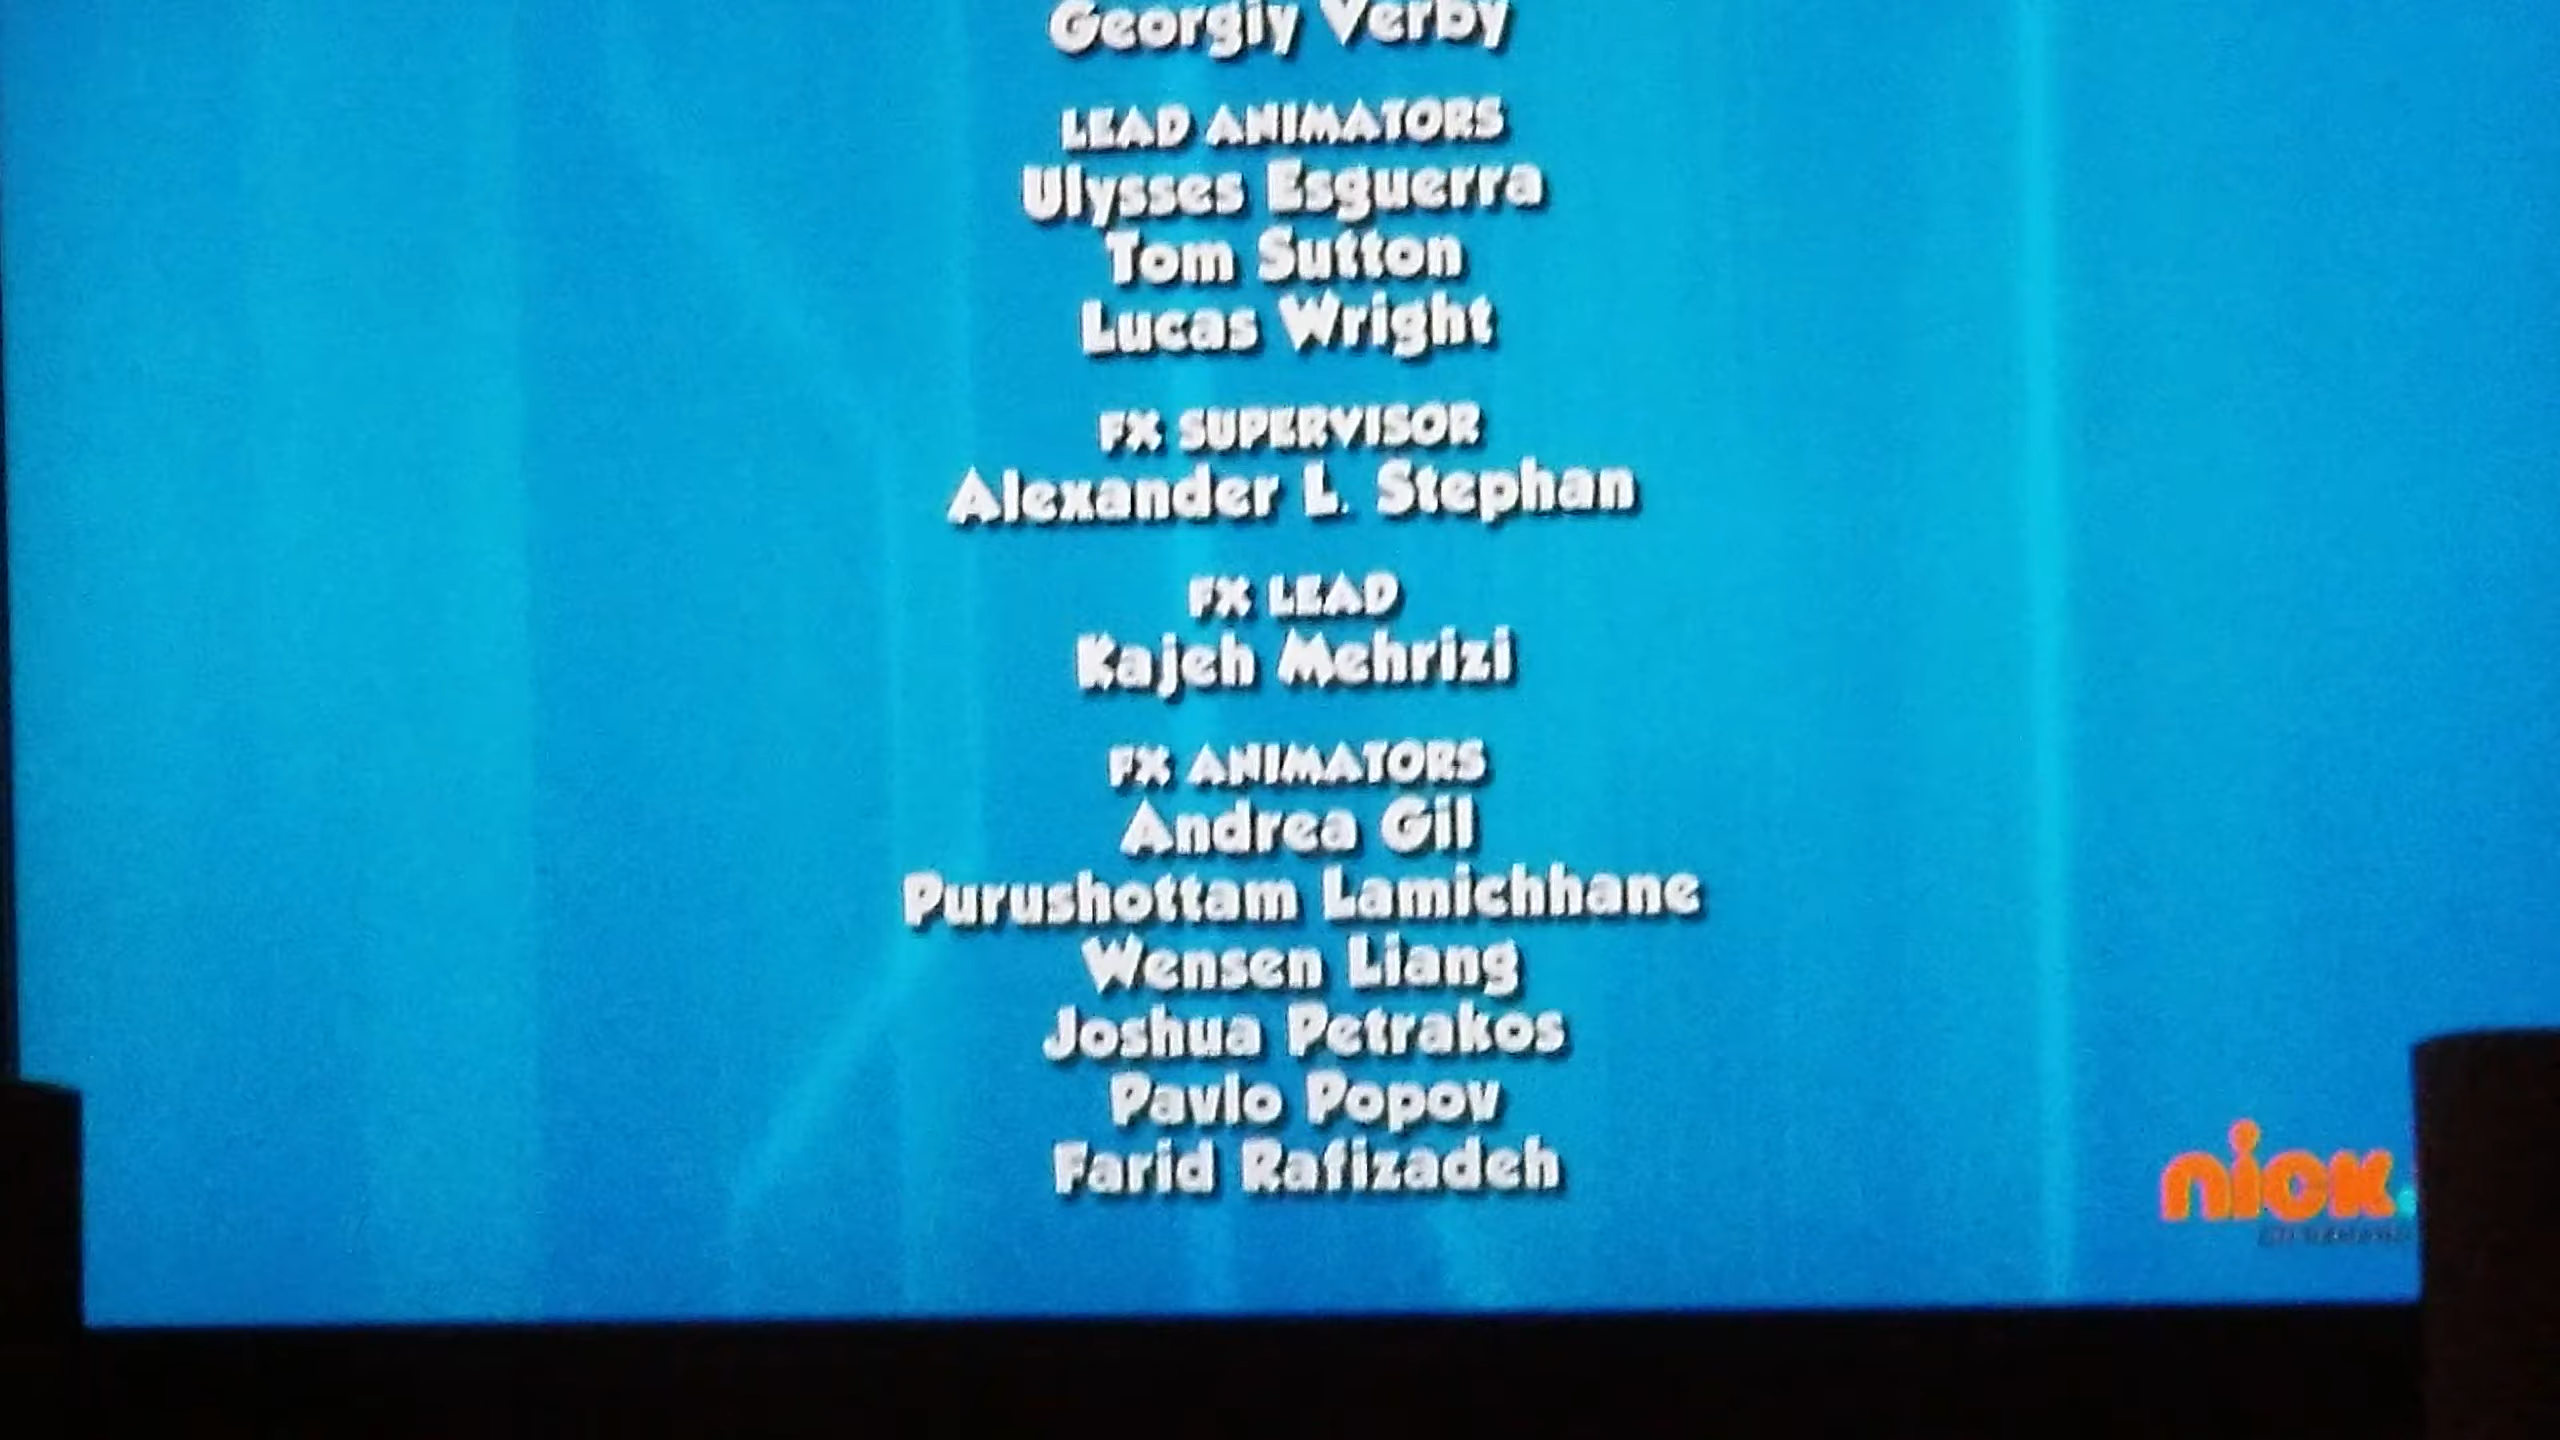 Georgiy Verby
LEAD ANIMATORS
Ulysses Esguerra
Tom Sutton
Lucas Wright
FX SUPERVISOR
Alexander L. Stephan
FX LEAD
Kajeh Mehrizi
FX ANIMATORS
Andrea Gil
Purushottam Lamichhane
Wensen Liang
Joshua Petrakos
Pavlo Popov
Farid Rafizadeh
nick.